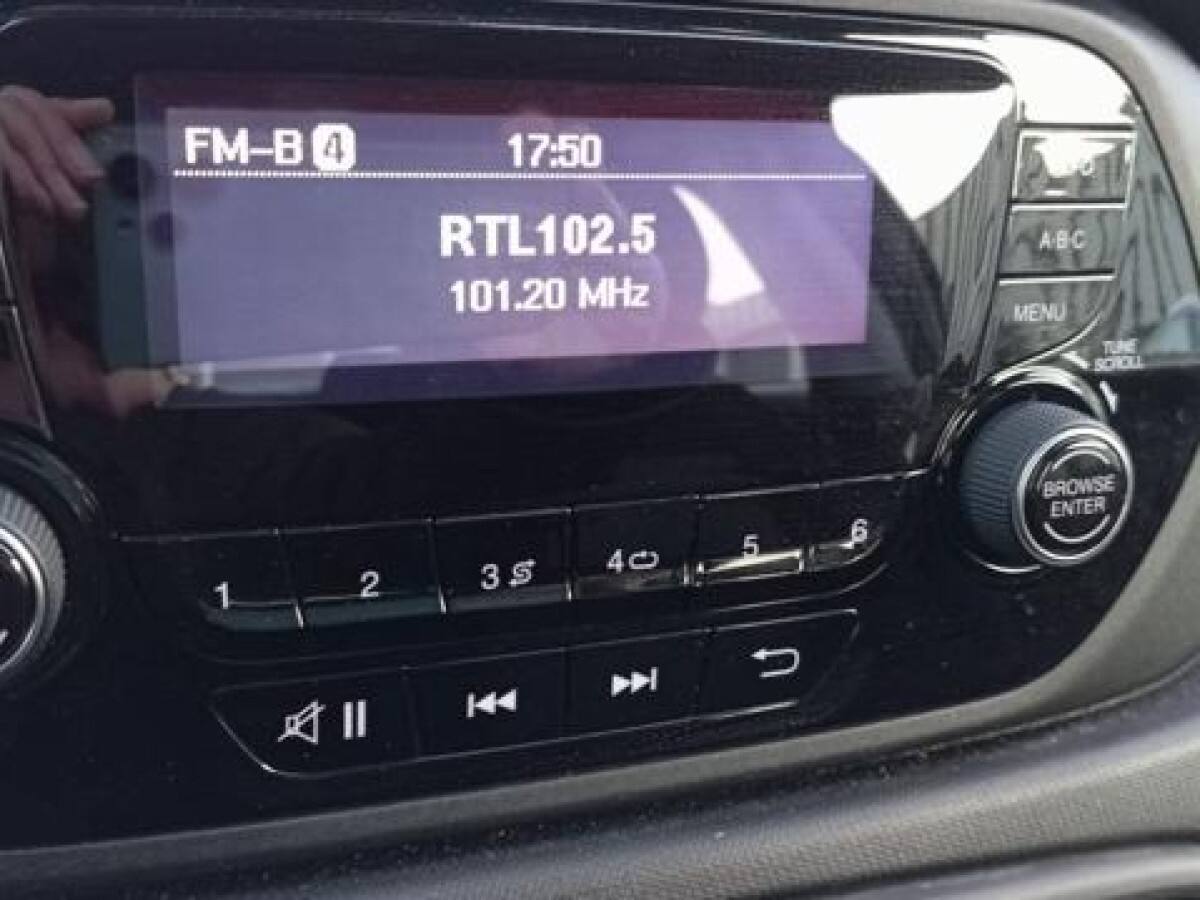 FM-B 4 17:50
RTL102.5
101.20 MHz
A·B·C
MENU
TUNE
SCROLL
BROWSE
ENTER
1 2 3 4 5 6